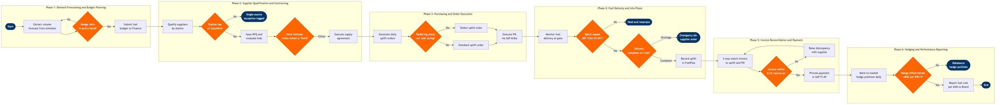 Phase 1: Demand Forecasting and Budget Planning
Start
Extract volume
forecast from schedule
No
Hedge ratio
in policy band?
Yes
Submit fuel
budget to Finance
Phase 2: Supplier Qualification and Contracting
Qualify suppliers
by station
Station has
≥2 suppliers?
No
Single-source
exception logged
Yes
Issue RFQ and
evaluate bids
Price formula:
index-linked or fixed?
Either
Execute supply
agreement
Phase 3: Purchasing and Order Execution
Generate daily
uplift orders
Tankering yields
net cost saving?
Yes
Tanker uplift order
No
Standard uplift order
Execute PO
via SAP Ariba
Phase 4: Fuel Delivery and Into-Plane
Monitor fuel
delivery at gate
Batch passes
DEF STAN 91-091?
No
Hold and resample
Yes
Delivery
complete on time?
Shortage
Emergency alt-
supplier order
Complete
Record uplift
in FuelPlus
Phase 5: Invoice Reconciliation and Payment
3-way match invoice
to uplift and PO
Invoice within
0.5% tolerance?
No
Raise discrepancy
with supplier
Yes
Process payment
in SAP FI-AP
Phase 6: Hedging and Performance Reporting
Mark-to-market
hedge positions daily
Hedge effectiveness
≥80% per IFRS 9?
No
Rebalance
hedge portfolio
Yes
Report fuel cost
per ASM to Board
End